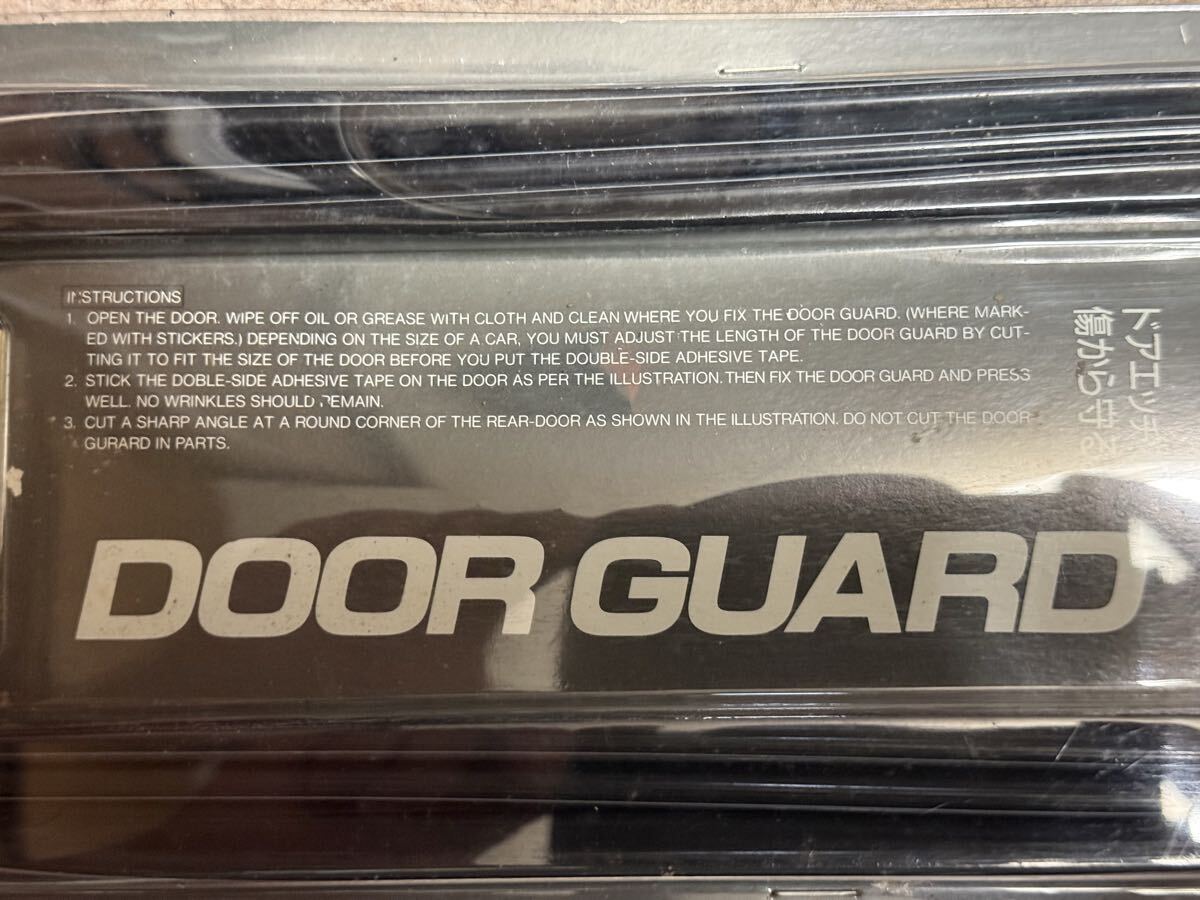 INSTRUCTIONS
1. OPEN THE DOOR. WIPE OFF OIL OR GREASE WITH CLOTH AND CLEAN WHERE YOU FIX THE DOOR GUARD. (WHERE MARK-
ED WITH STICKERS.) DEPENDING ON THE SIZE OF A CAR, YOU MUST ADJUST THE LENGTH OF THE DOOR GUARD BY CUT-
TING IT TO FIT THE SIZE OF THE DOOR BEFORE YOU PUT THE DOUBLE-SIDE ADHESIVE TAPE.
2. STICK THE DOBLE-SIDE ADHESIVE TAPE ON THE DOOR AS PER THE ILLUSTRATION. THEN FIX THE DOOR GUARD AND PRESS
WELL. NO WRINKLES SHOULD REMAIN.
3. CUT A SHARP ANGLE AT A ROUND CORNER OF THE REAR-DOOR AS SHOWN IN THE ILLUSTRATION. DO NOT CUT THE DOOR
GURARD IN PARTS.
DOOR GUARD
ドアエッヂ
傷から守る